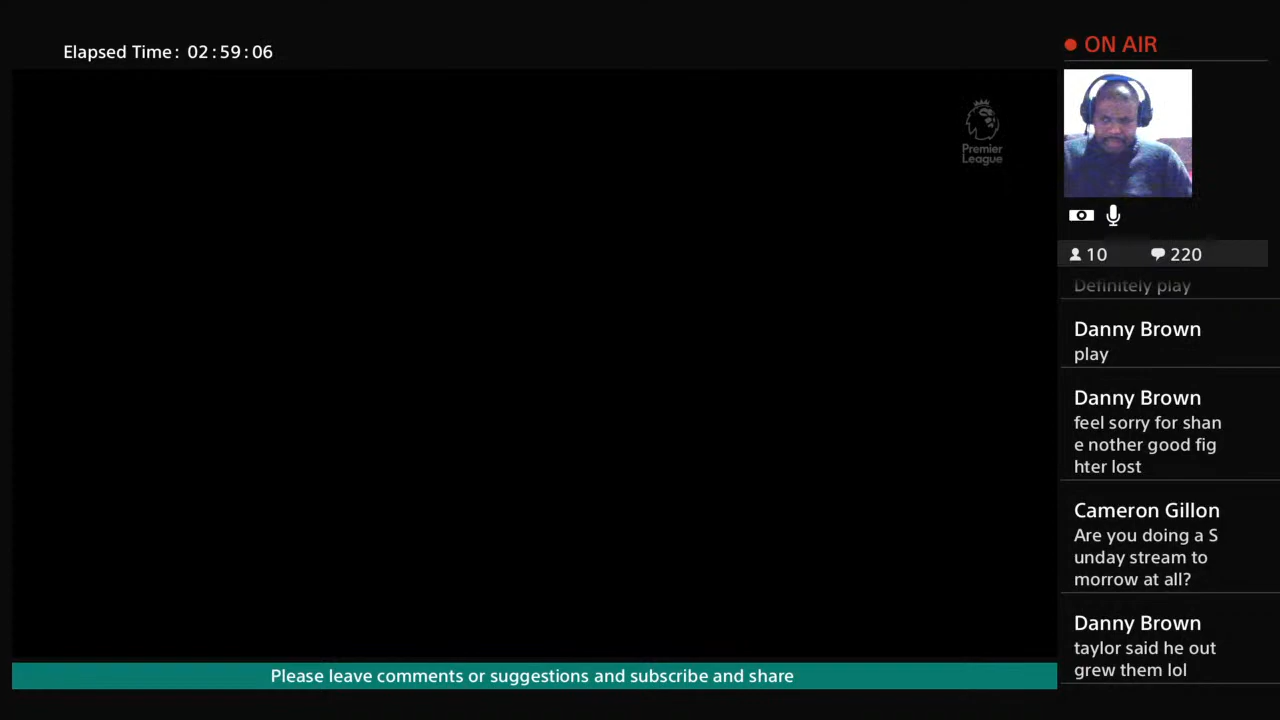 Elapsed Time: 02:59:06
ON AIR
Premier
League
10 220
Definitely play
Danny Brown
play
Danny Brown
feel sorry for shan
e nother good fig
hter lost
Cameron Gillon
Are you doing a S
unday stream to
morrow at all?
Danny Brown
taylor said he out
grew them lol
Please leave comments or suggestions and subscribe and share